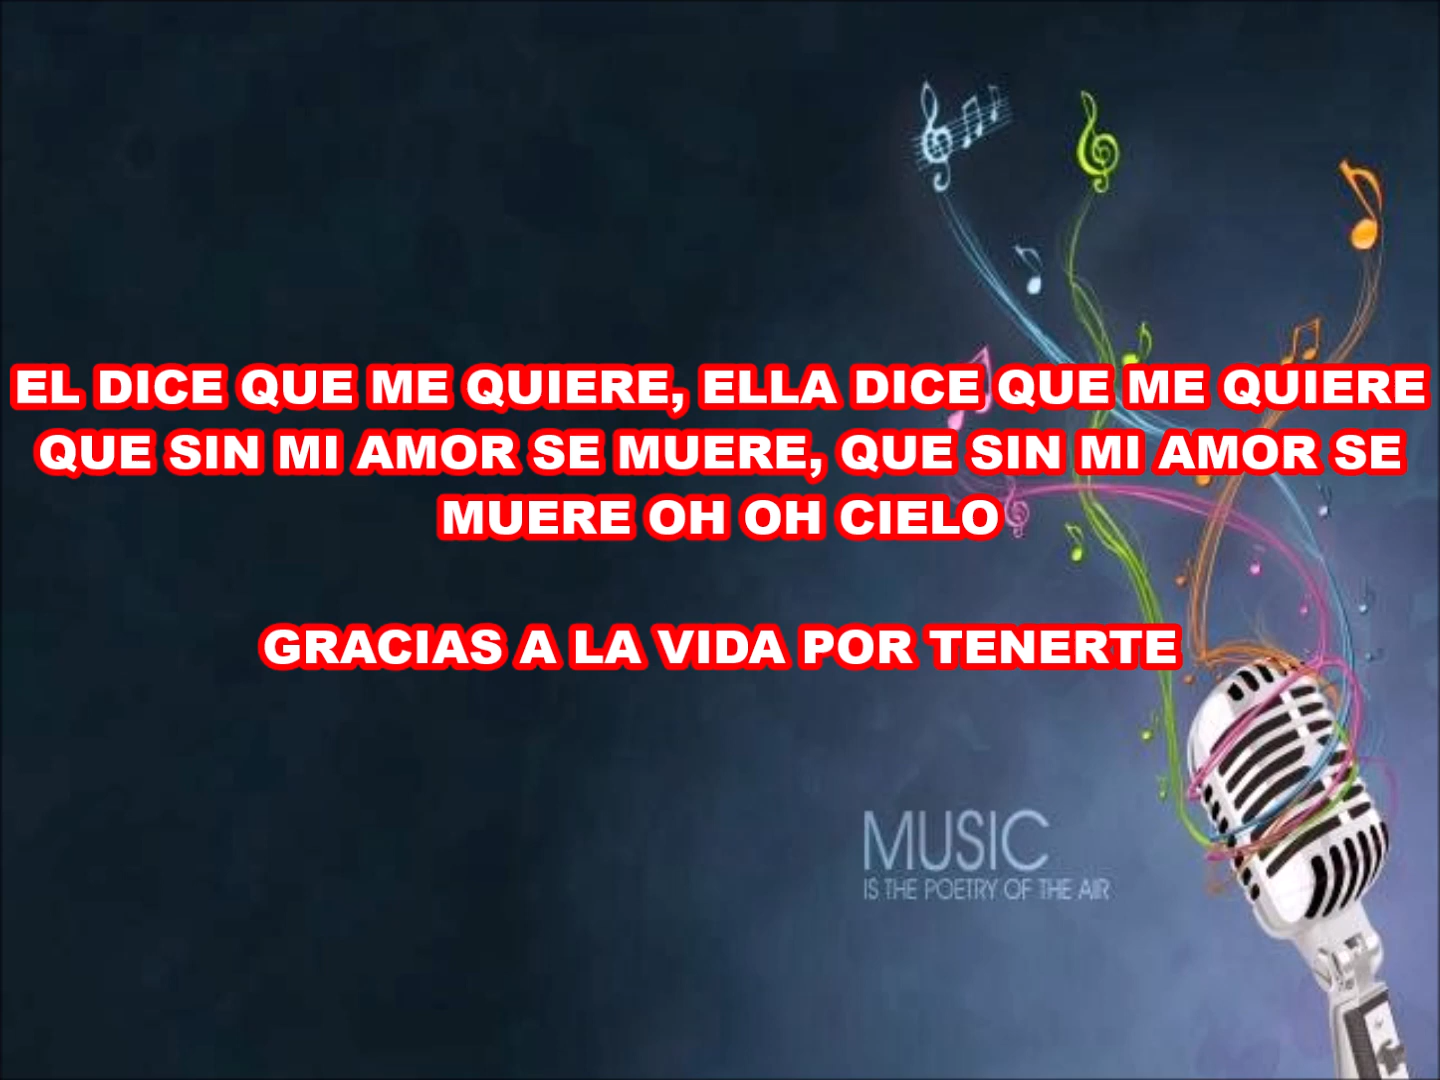 EL DICE QUE ME QUIERE, ELLA DICE QUE ME QUIERE
QUE SIN MI AMOR SE MUERE, QUE SIN MI AMOR SE
MUERE OH OH CIELO
GRACIAS A LA VIDA POR TENERTE
MUSIC
IS THE POETRY OF THE AIR